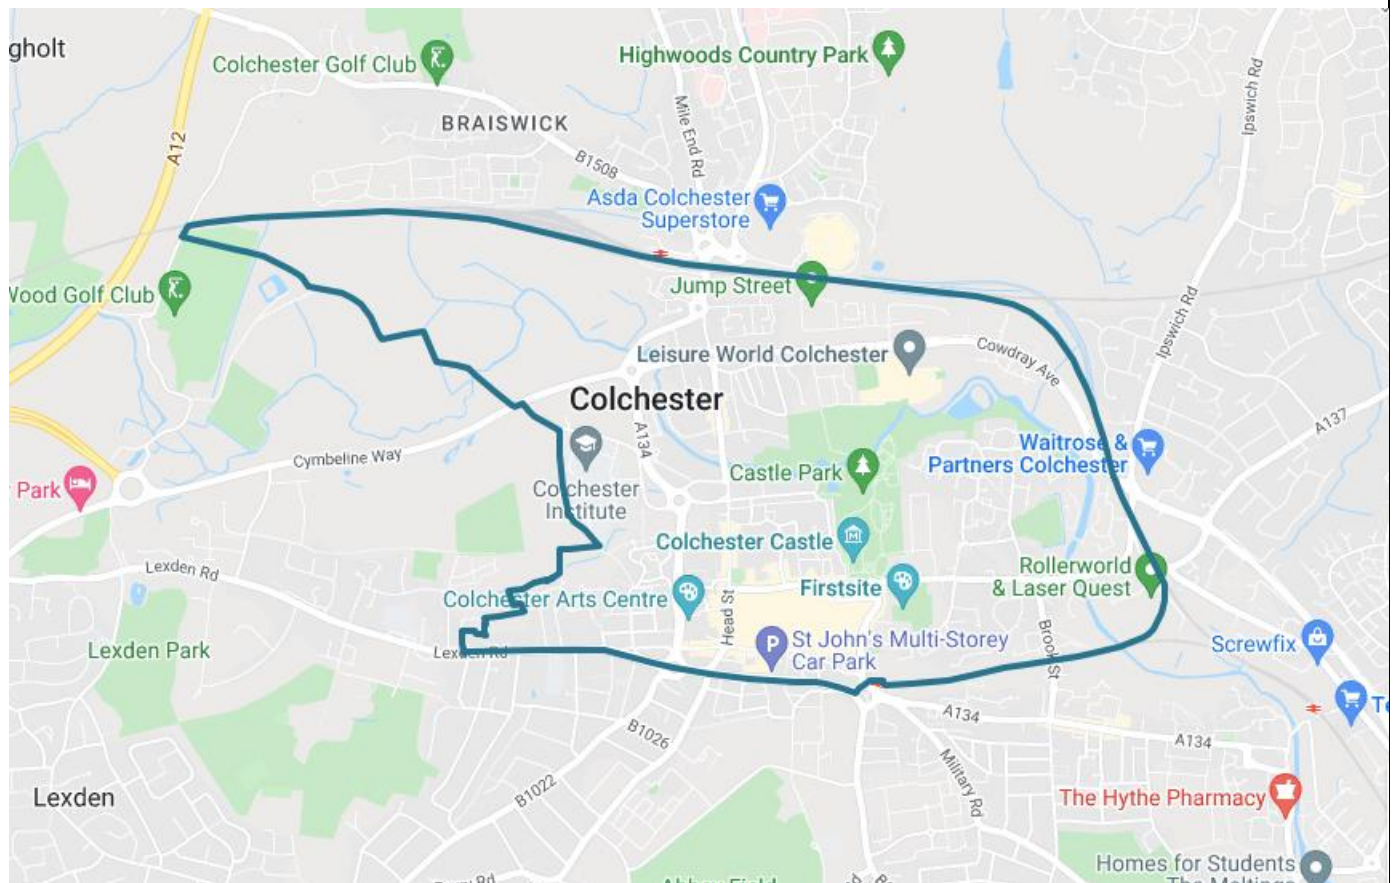 gholt
Colchester Golf Club
Highwoods Country Park
A12
BRAISWICK
Mile End Rd
Ipswich Rd
B1508
Asda Colchester
Superstore
Wood Golf Club
Jump Street
Ipswich Rd
Leisure World Colchester
Cowdray Ave
Colchester
A134
A137
Waitrose &
Partners Colchester
Cymbeline Way
Castle Park
Park
Colchester
Institute
Colchester Castle
Lexden Rd
Rollerworld
& Laser Quest
Colchester Arts Centre
Firstsite
Head St
St John's Multi-Storey
Car Park
Brook St
Screwfix
Lexden Park
Lexden Rd
A134
A134
B1026
Military Rd
B1022
Lexden
The Hythe Pharmacy
Homes for Students
The Maltings
Abbey Field